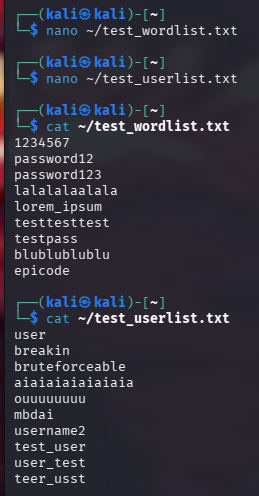 ┌──(kali㉿kali)-[~]
└─$ nano ~/test_wordlist.txt
┌──(kali㉿kali)-[~]
└─$ nano ~/test_userlist.txt
┌──(kali㉿kali)-[~]
└─$ cat ~/test_wordlist.txt
1234567
password12
password123
lalalalaalala
lorem_ipsum
testtesttest
testpass
blublublublu
epicode
┌──(kali㉿kali)-[~]
└─$ cat ~/test_userlist.txt
user
breakin
bruteforceable
aiaiaiaiaiaiaia
ouuuuuuuu
mbdai
username2
test_user
user_test
teer_usst